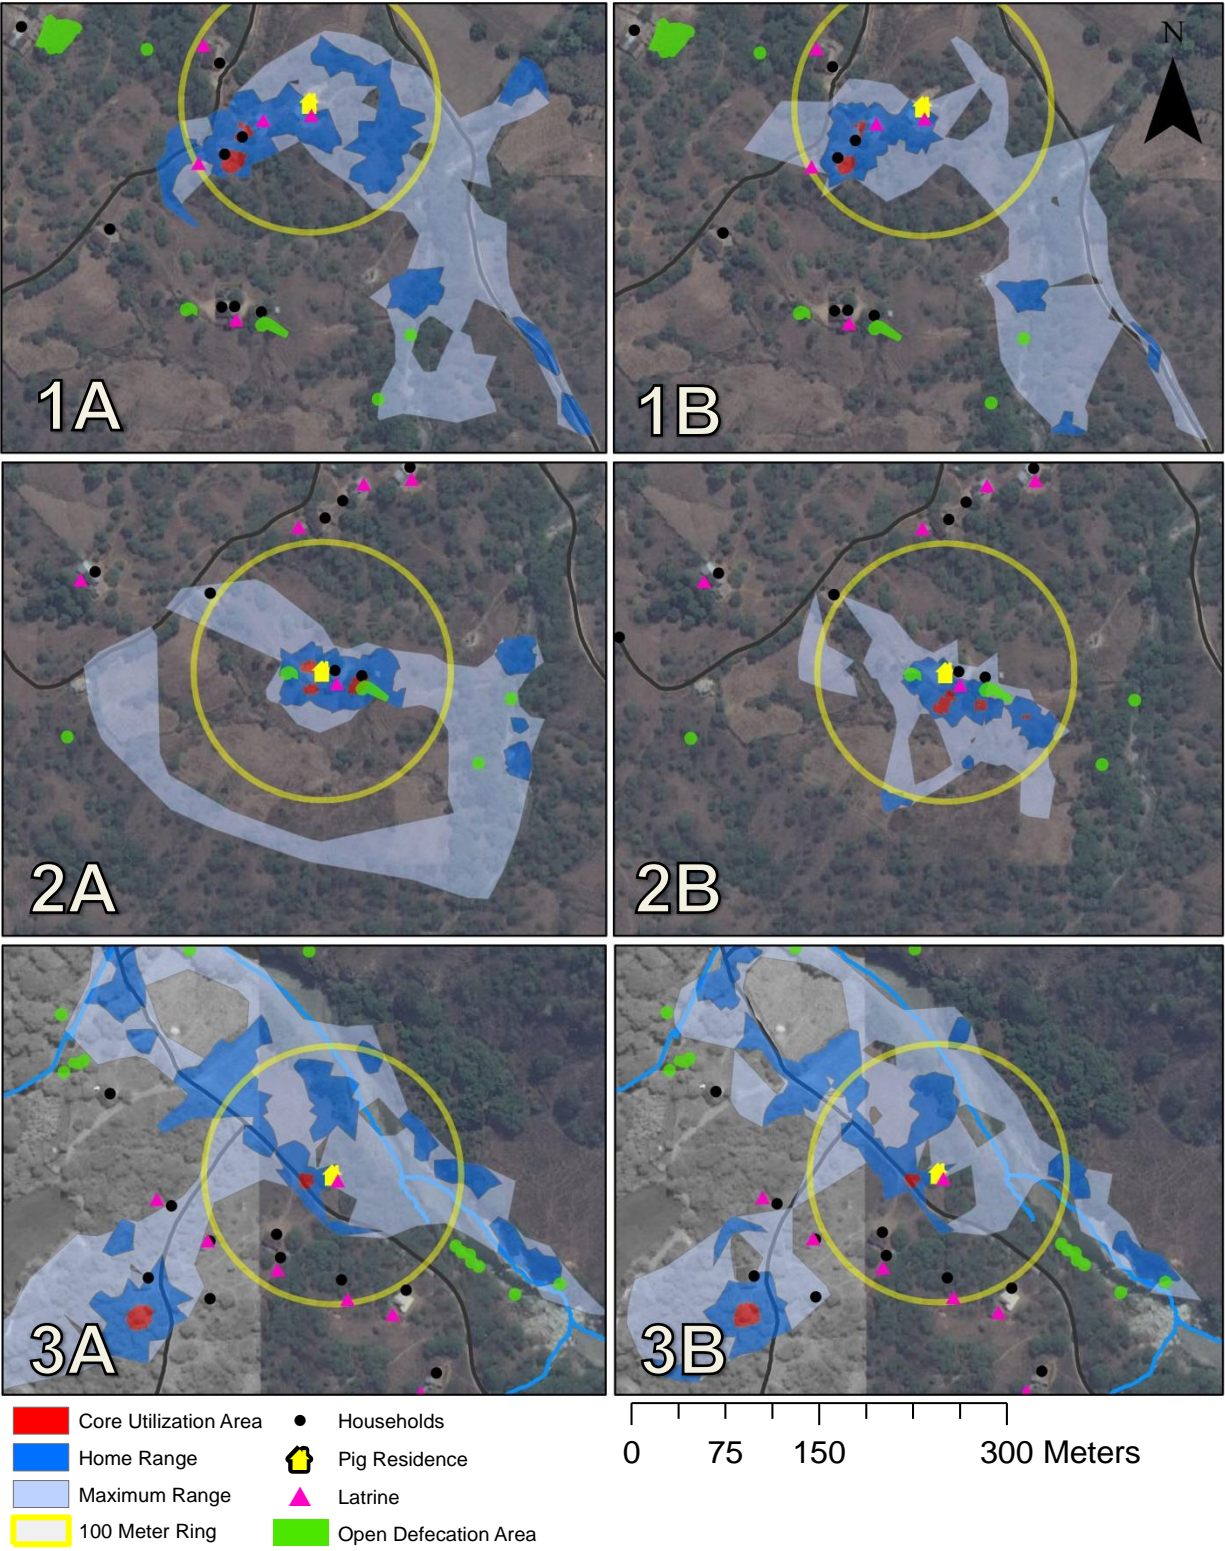 N
1A
1B
2A
2B
3A
3B
Core Utilization Area
Home Range
Maximum Range
100 Meter Ring
Households
Pig Residence
Latrine
Open Defecation Area
0 75 150 300 Meters